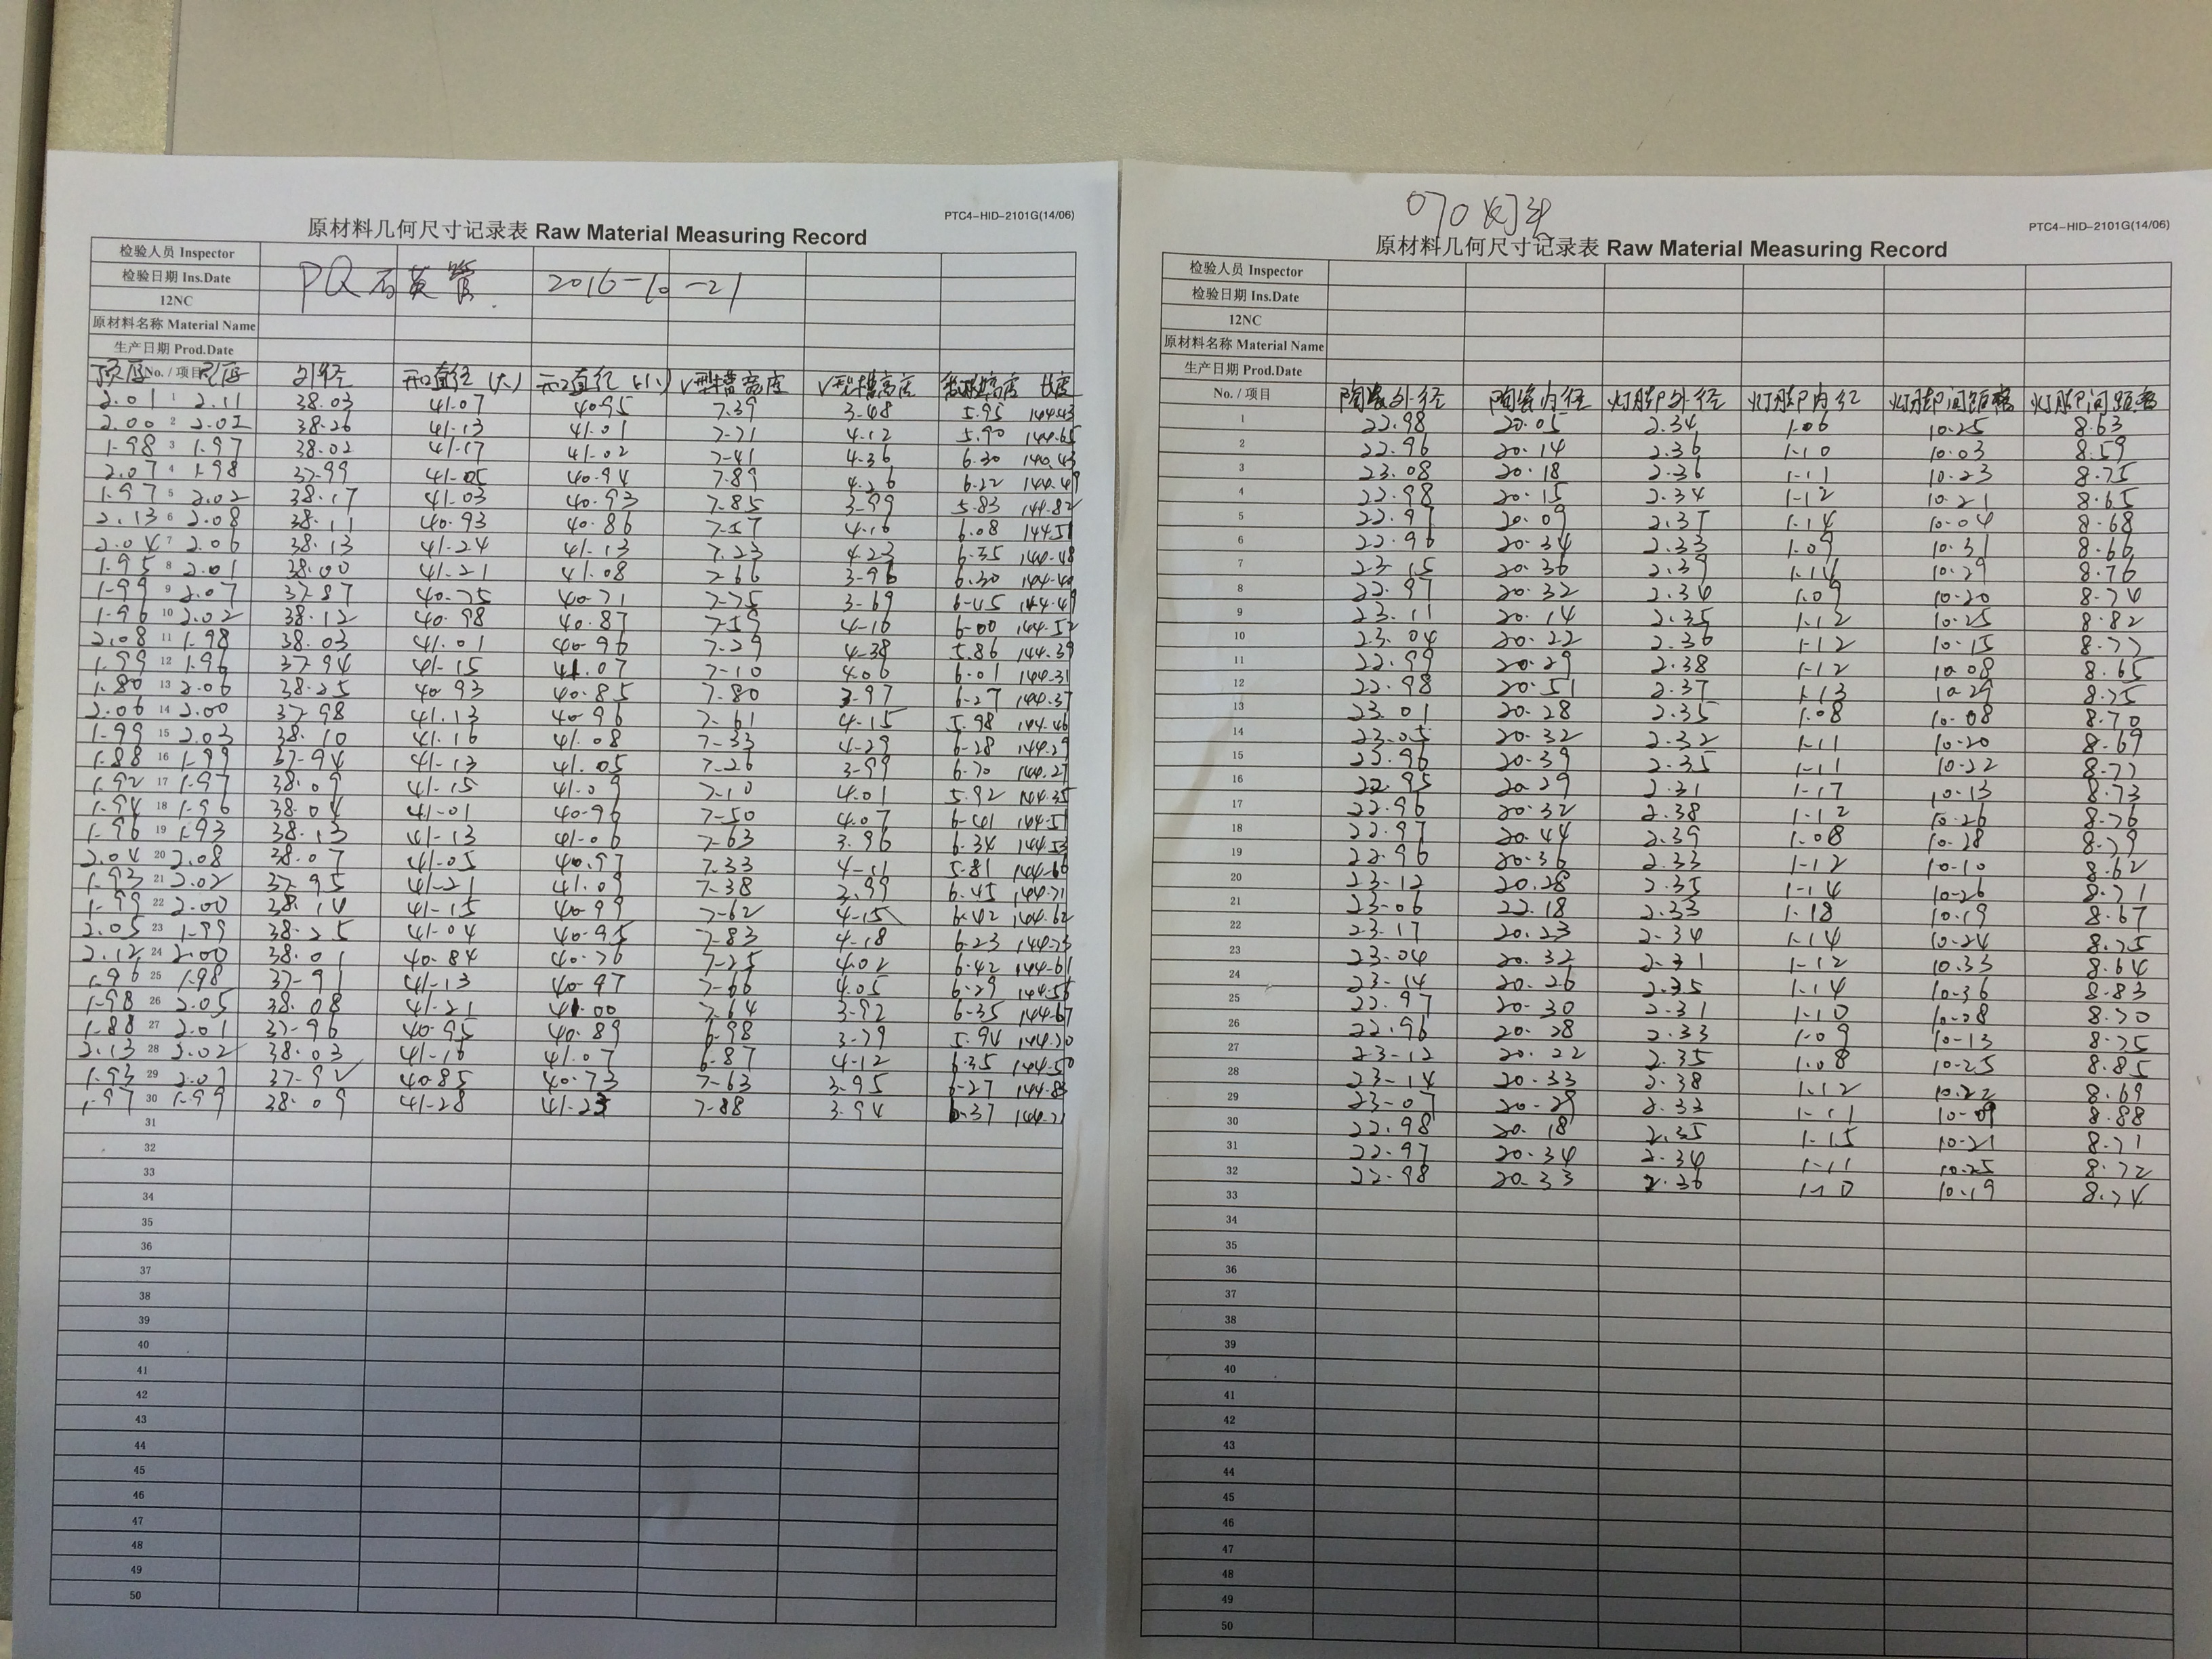 PTC4-HID-2101G(14/06)
原材料几何尺寸记录表 Raw Material Measuring Record
检验人员 Inspector
检验日期 Ins.Date PQ石英管 2016-10-21
12NC
原材料名称 Material Name
生产日期 Prod.Date
顶厚 No. / 项目 尾厚 外径 开口直径(大) 开口直径(小) V型槽宽度 V型槽高度 高度 长度
2.01 1 2.11 38.03 41.07 40.95 7.39 3.48 5.95 144.43
2.00 2 2.02 38.26 41.13 41.01 7.71 4.12 5.90 144.65
1.98 3 1.97 38.02 41.17 41.02 7.41 4.36 6.30 140.43
2.07 4 1.98 37.99 41.05 40.94 7.89 4.26 6.22 144.49
1.97 5 2.02 38.17 41.03 40.93 7.85 3.99 5.83 144.82
2.13 6 2.08 38.11 40.93 40.86 7.57 4.16 6.08 144.51
2.04 7 2.06 38.13 41.24 41.13 7.23 4.23 6.35 144.48
1.95 8 2.01 38.00 41.21 41.08 7.66 3.96 6.30 144.40
1.99 9 2.07 37.87 40.75 40.71 7.75 3.69 6.45 144.49
1.96 10 2.02 38.12 40.98 40.87 7.59 4.16 6.00 144.52
2.08 11 1.98 38.03 41.01 40.96 7.29 4.38 5.86 144.39
1.99 12 1.96 37.94 41.15 41.07 7.10 4.06 6.01 144.31
1.80 13 2.06 38.25 40.93 40.85 7.80 3.97 6.27 144.37
2.06 14 2.00 37.98 41.13 40.96 7.61 4.15 5.98 144.46
1.99 15 2.03 38.10 41.16 41.08 7.33 4.29 6.28 144.29
1.88 16 1.99 37.94 41.13 41.05 7.26 3.99 6.70 144.27
1.92 17 1.97 38.09 41.15 41.09 7.10 4.01 5.92 144.35
1.94 18 1.96 38.04 41.01 40.96 7.50 4.07 6.41 144.51
1.96 19 1.93 38.13 41.13 41.06 7.63 3.96 6.34 144.53
2.04 20 2.08 38.07 41.05 40.97 7.33 4.11 5.81 144.66
1.93 21 2.02 37.95 41.21 41.09 7.38 3.99 6.45 144.71
1.99 22 2.00 38.14 41.15 40.99 7.62 4.15 6.42 144.62
2.05 23 1.99 38.25 41.04 40.95 7.83 4.18 6.23 144.73
2.12 24 2.00 38.01 40.84 40.76 7.25 4.02 6.42 144.61
1.96 25 1.98 37.91 41.13 40.97 7.66 4.05 6.29 144.56
1.98 26 2.05 38.08 41.21 41.00 7.64 3.92 6.35 144.67
1.88 27 2.01 37.96 40.95 40.89 6.98 3.79 5.94 144.70
2.13 28 2.02 38.03 41.16 41.07 6.87 4.12 6.35 144.50
1.93 29 2.07 37.92 40.85 40.73 7.63 3.95 6.27 144.83
1.97 30 1.99 38.09 41.28 41.23 7.88 3.94 6.37 144.71
31
32
33
34
35
36
37
38
39
40
41
42
43
44
45
46
47
48
49
50
070灯头
PTC4-HID-2101G(14/06)
原材料几何尺寸记录表 Raw Material Measuring Record
检验人员 Inspector
检验日期 Ins.Date
12NC
原材料名称 Material Name
生产日期 Prod.Date
No. / 项目 陶瓷外径 陶瓷内径 灯脚外径 灯脚内径 灯脚间距 灯脚间距
1 22.98 20.05 2.34 1.06 10.25 8.63
2 22.96 20.14 2.36 1.10 10.03 8.59
3 23.08 20.18 2.36 1.11 10.23 8.75
4 22.98 20.15 2.34 1.12 10.21 8.65
5 22.97 20.09 2.37 1.14 10.04 8.68
6 22.96 20.34 2.33 1.09 10.31 8.66
7 23.15 20.36 2.39 1.14 10.29 8.76
8 22.97 20.32 2.34 1.09 10.20 8.74
9 23.11 20.14 2.35 1.12 10.25 8.82
10 23.04 20.22 2.36 1.12 10.15 8.77
11 22.99 20.29 2.38 1.12 10.08 8.65
12 22.98 20.51 2.37 1.13 10.29 8.75
13 23.01 20.28 2.35 1.08 10.08 8.70
14 23.05 20.32 2.32 1.11 10.20 8.69
15 22.96 20.39 2.35 1.11 10.22 8.77
16 22.95 20.29 2.31 1.17 10.13 8.73
17 22.96 20.32 2.38 1.12 10.26 8.76
18 22.97 20.44 2.39 1.08 10.28 8.79
19 22.96 20.36 2.33 1.12 10.10 8.62
20 23.12 20.28 2.35 1.14 10.26 8.71
21 23.06 22.18 2.33 1.18 10.19 8.67
22 23.17 20.23 2.34 1.14 10.24 8.75
23 23.04 20.32 2.31 1.12 10.33 8.64
24 23.14 20.26 2.35 1.14 10.36 8.83
25 22.97 20.30 2.31 1.10 10.28 8.70
26 22.96 20.28 2.33 1.09 10.13 8.75
27 23.12 20.22 2.35 1.08 10.25 8.85
28 23.14 20.33 2.38 1.12 10.22 8.69
29 23.07 20.29 2.33 1.11 10.09 8.88
30 22.98 20.18 2.35 1.15 10.21 8.71
31 22.97 20.34 2.34 1.11 10.25 8.72
32 22.98 20.33 2.36 1.10 10.19 8.74
33
34
35
36
37
38
39
40
41
42
43
44
45
46
47
48
49
50